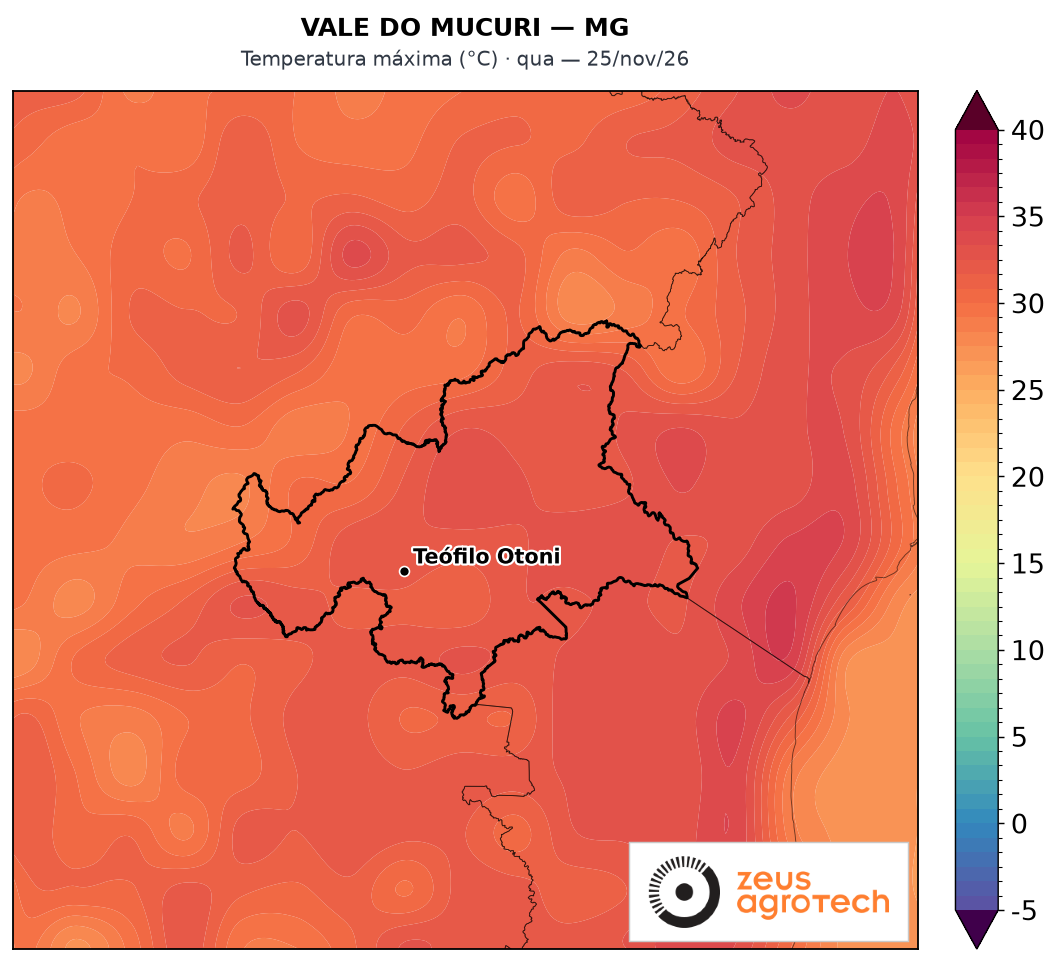 VALE DO MUCURI — MG
Temperatura máxima (°C) · qua — 25/nov/26
40
35
30
25
20
15
10
5
0
-5
Teófilo Otoni
zeus
agrotech